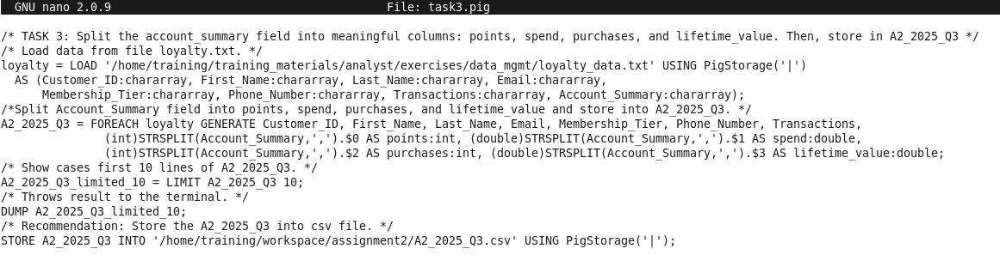 GNU nano 2.0.9 File: task3.pig
/* TASK 3: Split the account_summary field into meaningful columns: points, spend, purchases, and lifetime_value. Then, store in A2_2025_Q3 */
/* Load data from file loyalty.txt. */
loyalty = LOAD '/home/training/training_materials/analyst/exercises/data_mgmt/loyalty_data.txt' USING PigStorage('|')
  AS (Customer_ID:chararray, First_Name:chararray, Last_Name:chararray, Email:chararray,
      Membership_Tier:chararray, Phone_Number:chararray, Transactions:chararray, Account_Summary:chararray);
/*Split Account_Summary field into points, spend, purchases, and lifetime_value and store into A2_2025_Q3. */
A2_2025_Q3 = FOREACH loyalty GENERATE Customer_ID, First_Name, Last_Name, Email, Membership_Tier, Phone_Number, Transactions,
               (int)STRSPLIT(Account_Summary,',').$0 AS points:int, (double)STRSPLIT(Account_Summary,',').$1 AS spend:double,
               (int)STRSPLIT(Account_Summary,',').$2 AS purchases:int, (double)STRSPLIT(Account_Summary,',').$3 AS lifetime_value:double;
/* Show cases first 10 lines of A2_2025_Q3. */
A2_2025_Q3_limited_10 = LIMIT A2_2025_Q3 10;
/* Throws result to the terminal. */
DUMP A2_2025_Q3_limited_10;
/* Recommendation: Store the A2_2025_Q3 into csv file. */
STORE A2_2025_Q3 INTO '/home/training/workspace/assignment2/A2_2025_Q3.csv' USING PigStorage('|');